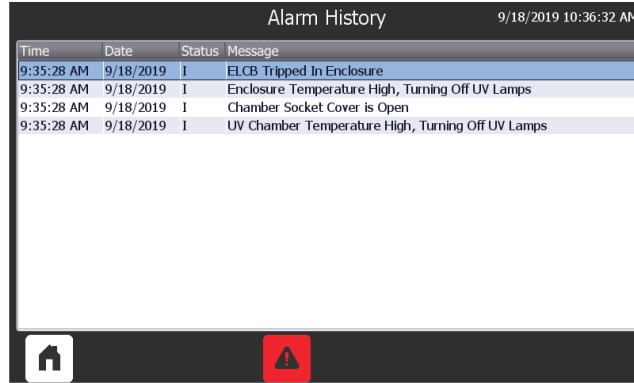 Alarm History 9/18/2019 10:36:32 AM
Time Date Status Message
9:35:28 AM 9/18/2019 I ELCB Tripped In Enclosure
9:35:28 AM 9/18/2019 I Enclosure Temperature High, Turning Off UV Lamps
9:35:28 AM 9/18/2019 I Chamber Socket Cover is Open
9:35:28 AM 9/18/2019 I UV Chamber Temperature High, Turning Off UV Lamps